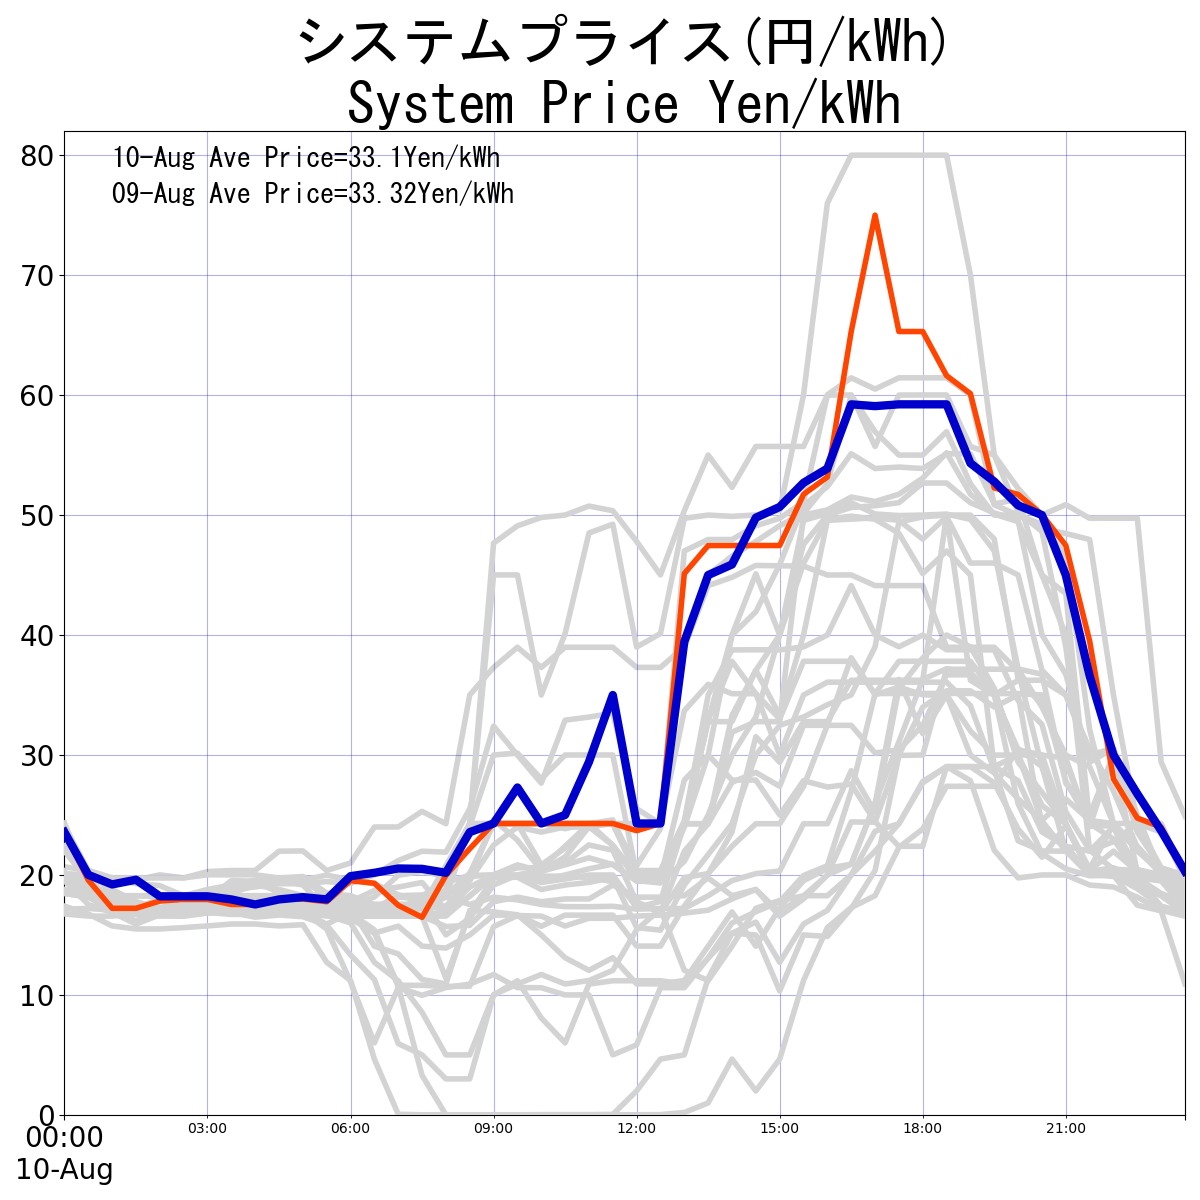 システムプライス(円/kWh)
System Price Yen/kWh
10-Aug Ave Price=33.1Yen/kWh
09-Aug Ave Price=33.32Yen/kWh
80
70
60
50
40
30
20
10
0
00:00 03:00 06:00 09:00 12:00 15:00 18:00 21:00
10-Aug